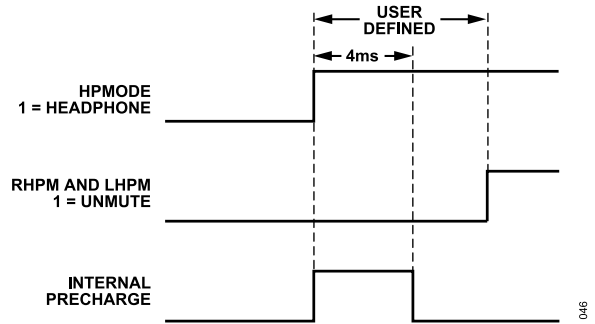 USER
DEFINED
4ms
HPMODE
1 = HEADPHONE
RHPM AND LHPM
1 = UNMUTE
INTERNAL
PRECHARGE
046